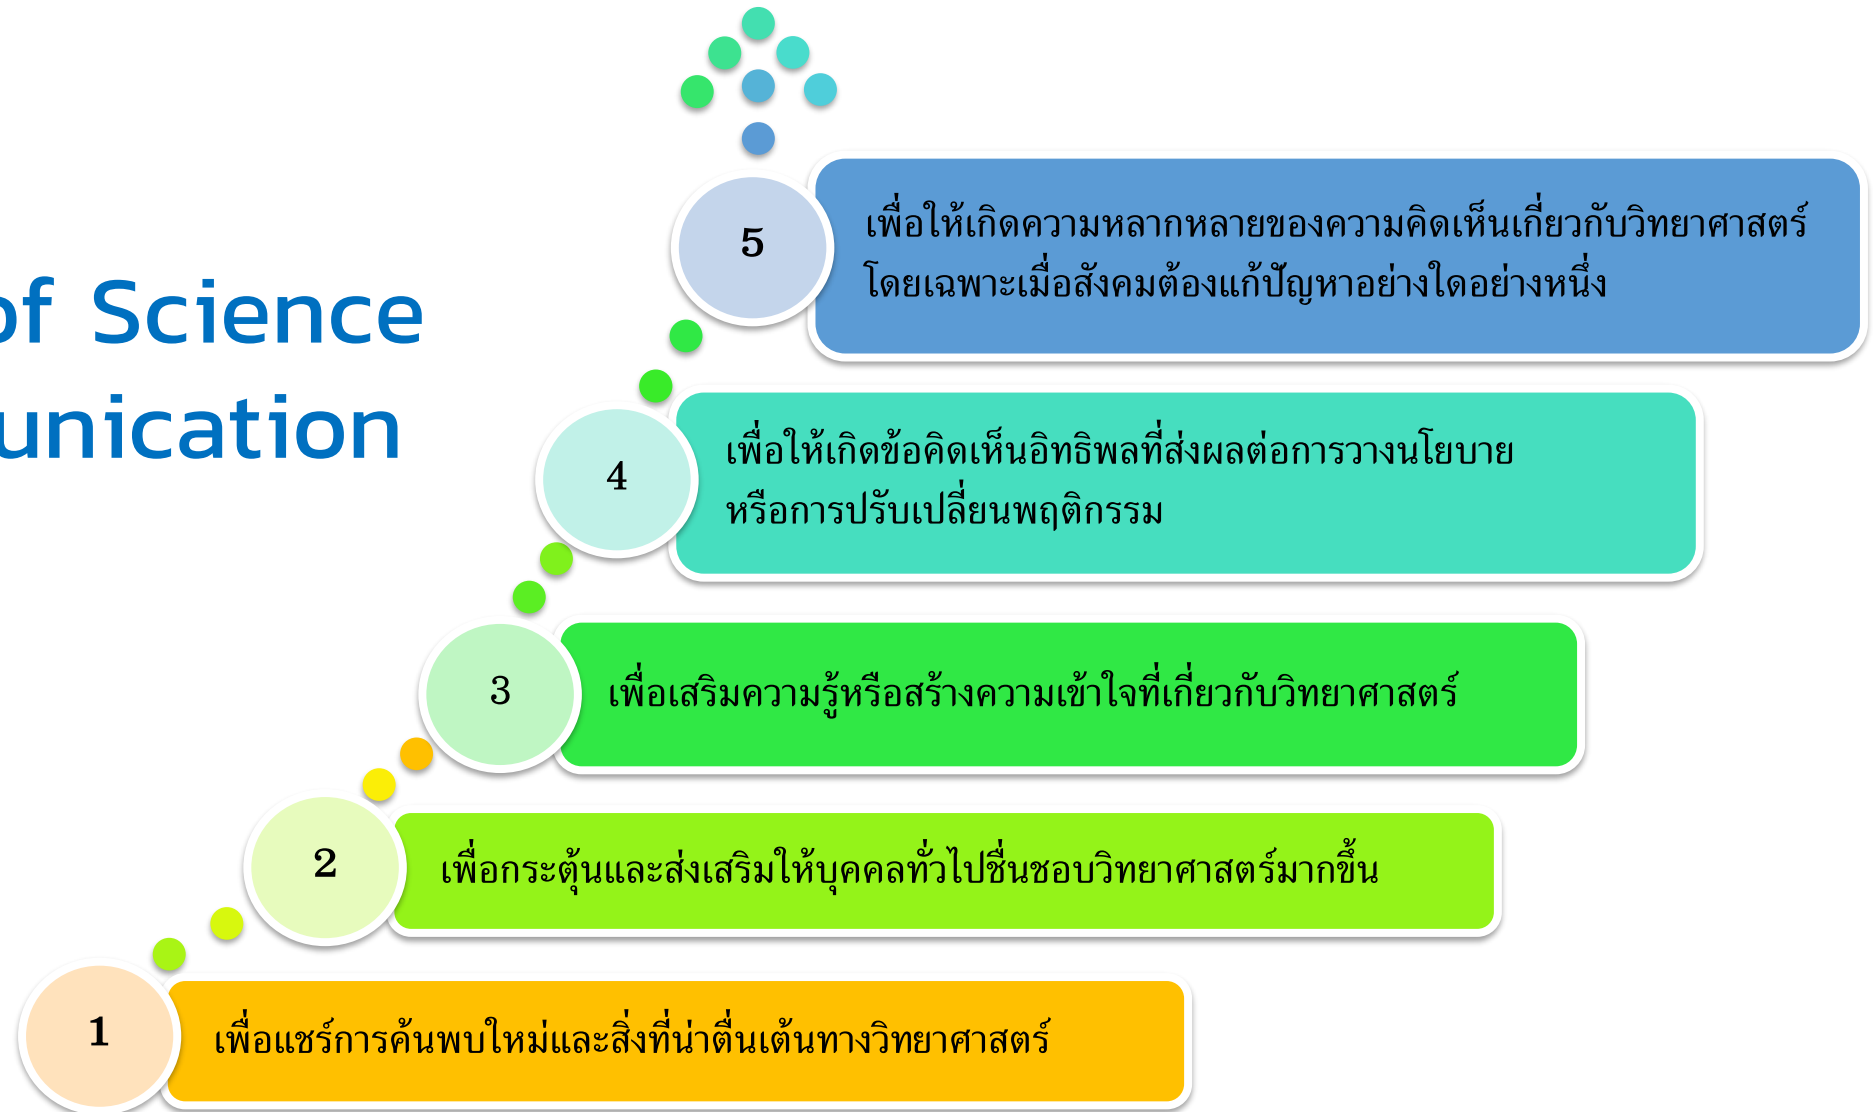 of Science
unication
5
เพื่อให้เกิดความหลากหลายของความคิดเห็นเกี่ยวกับวิทยาศาสตร์
โดยเฉพาะเมื่อสังคมต้องแก้ปัญหาอย่างใดอย่างหนึ่ง
4
เพื่อให้เกิดข้อคิดเห็นอิทธิพลที่ส่งผลต่อการวางนโยบาย
หรือการปรับเปลี่ยนพฤติกรรม
3
เพื่อเสริมความรู้หรือสร้างความเข้าใจที่เกี่ยวกับวิทยาศาสตร์
2
เพื่อกระตุ้นและส่งเสริมให้บุคคลทั่วไปชื่นชอบวิทยาศาสตร์มากขึ้น
1
เพื่อแชร์การค้นพบใหม่และสิ่งที่น่าตื่นเต้นทางวิทยาศาสตร์